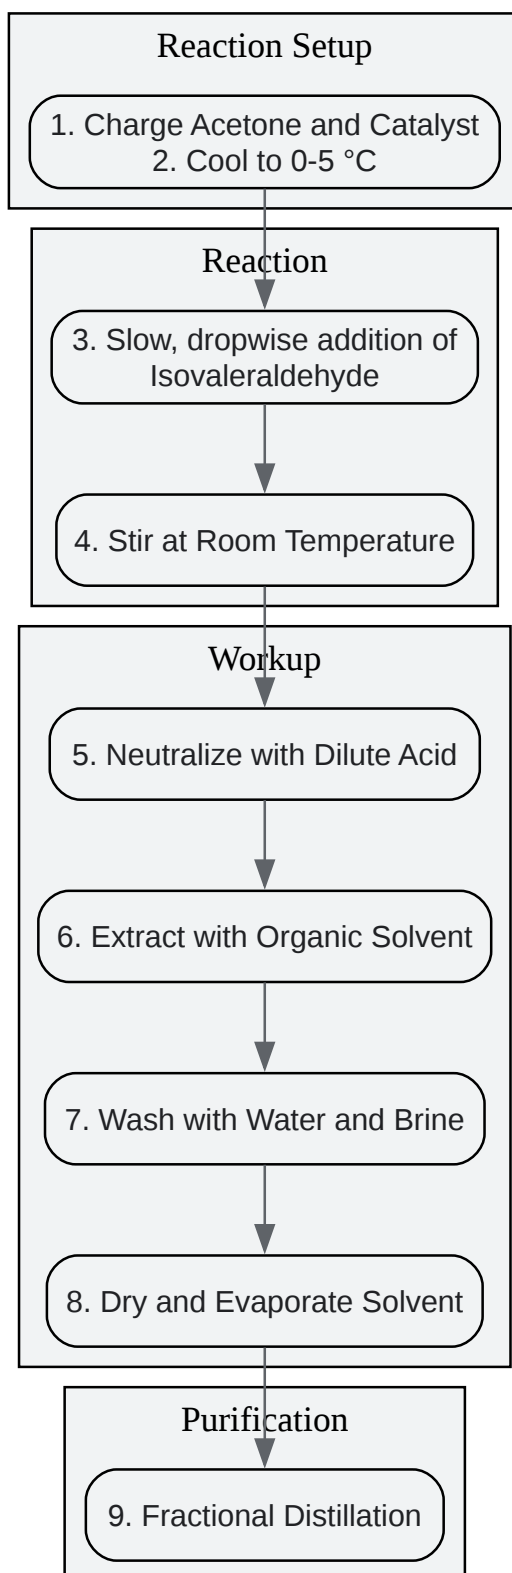 Reaction Setup
1. Charge Acetone and Catalyst
2. Cool to 0-5 °C
Reaction
3. Slow, dropwise addition of
Isovaleraldehyde
4. Stir at Room Temperature
Workup
5. Neutralize with Dilute Acid
6. Extract with Organic Solvent
7. Wash with Water and Brine
8. Dry and Evaporate Solvent
Purification
9. Fractional Distillation